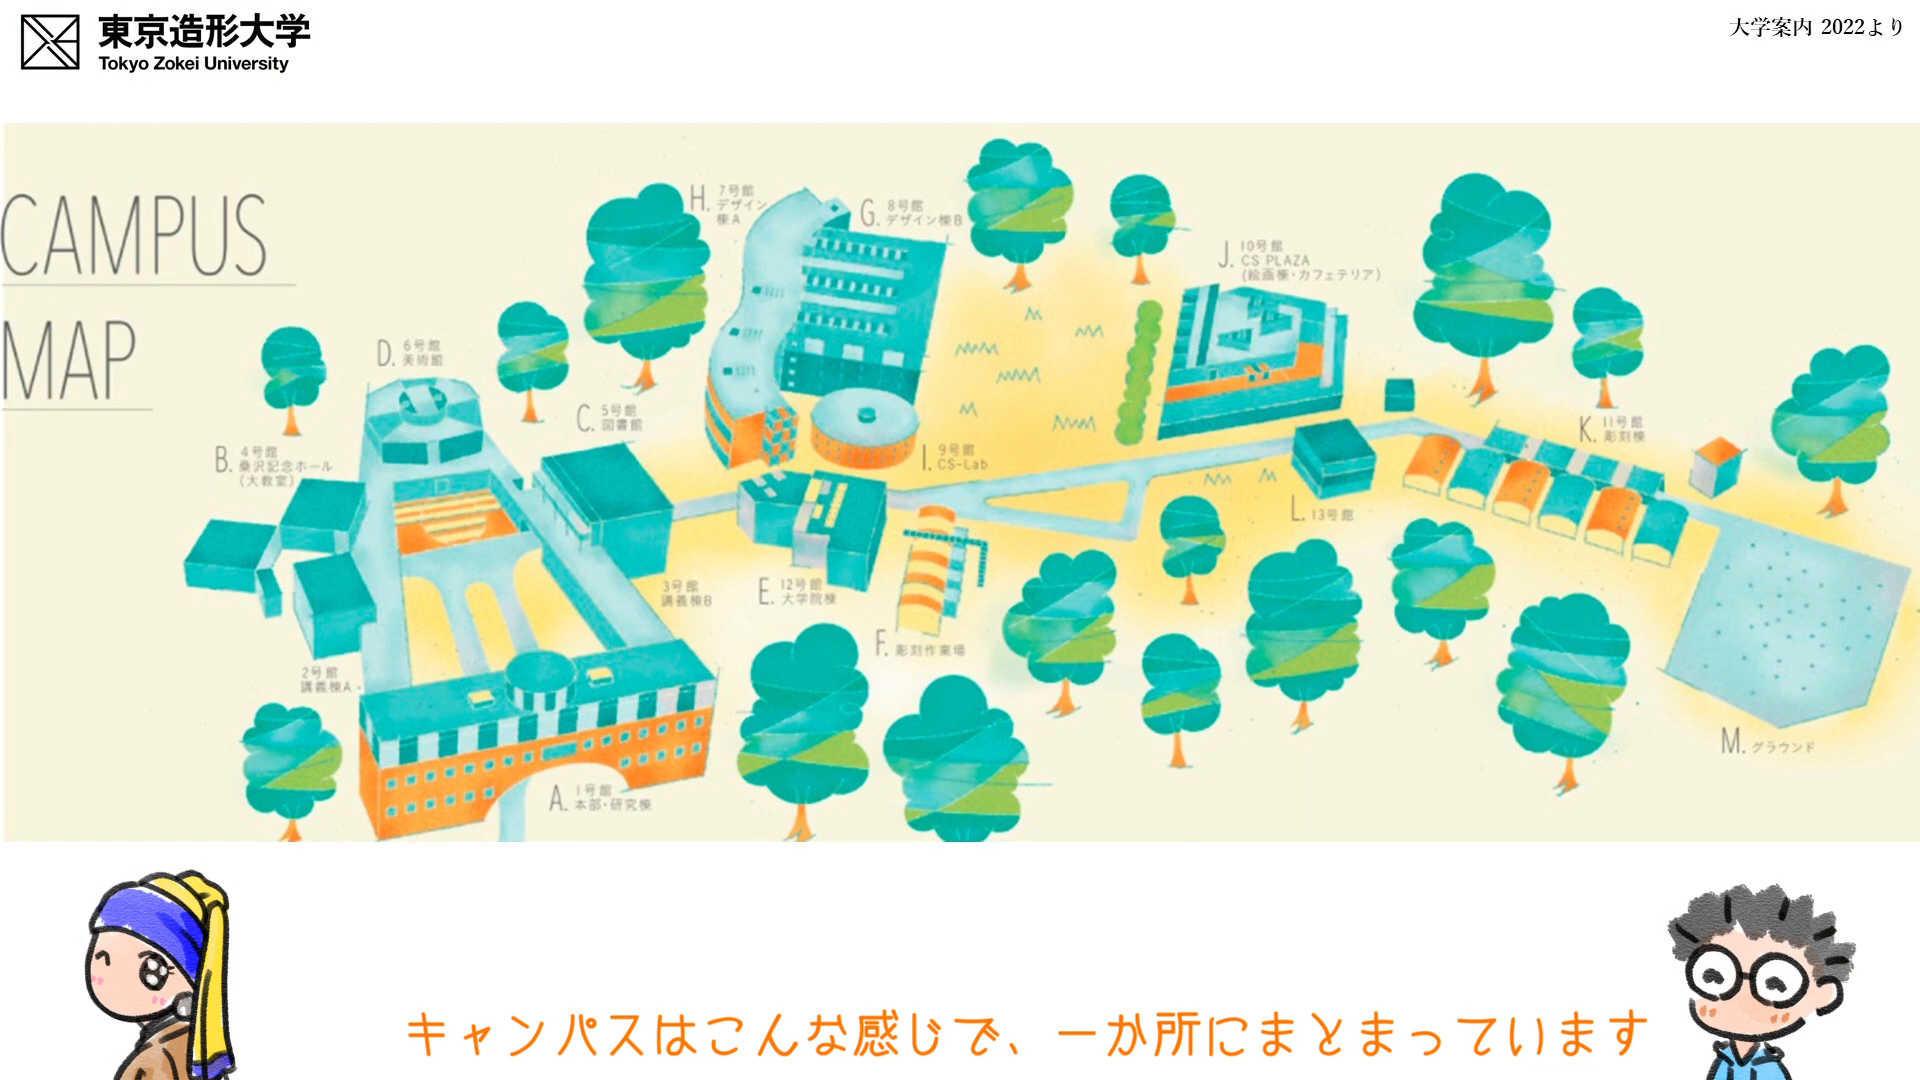 東京造形大学
Tokyo Zokei University
大学案内 2022より
CAMPUS
MAP
H. 7号館
デザイン
棟A
G. 8号館
デザイン棟B
J. 10号館
CS PLAZA
(絵画棟・カフェテリア)
D. 6号館
美術館
C. 5号館
図書館
K. 11号館
彫刻棟
B. 4号館
桑沢記念ホール
(大教室)
I. 9号館
CS-Lab
L. 13号館
3号館
講義棟B
E. 12号館
大学院棟
F. 彫刻作業場
2号館
講義棟A
M. グラウンド
A. 1号館
本部・研究棟
キャンパスはこんな感じで、一か所にまとまっています